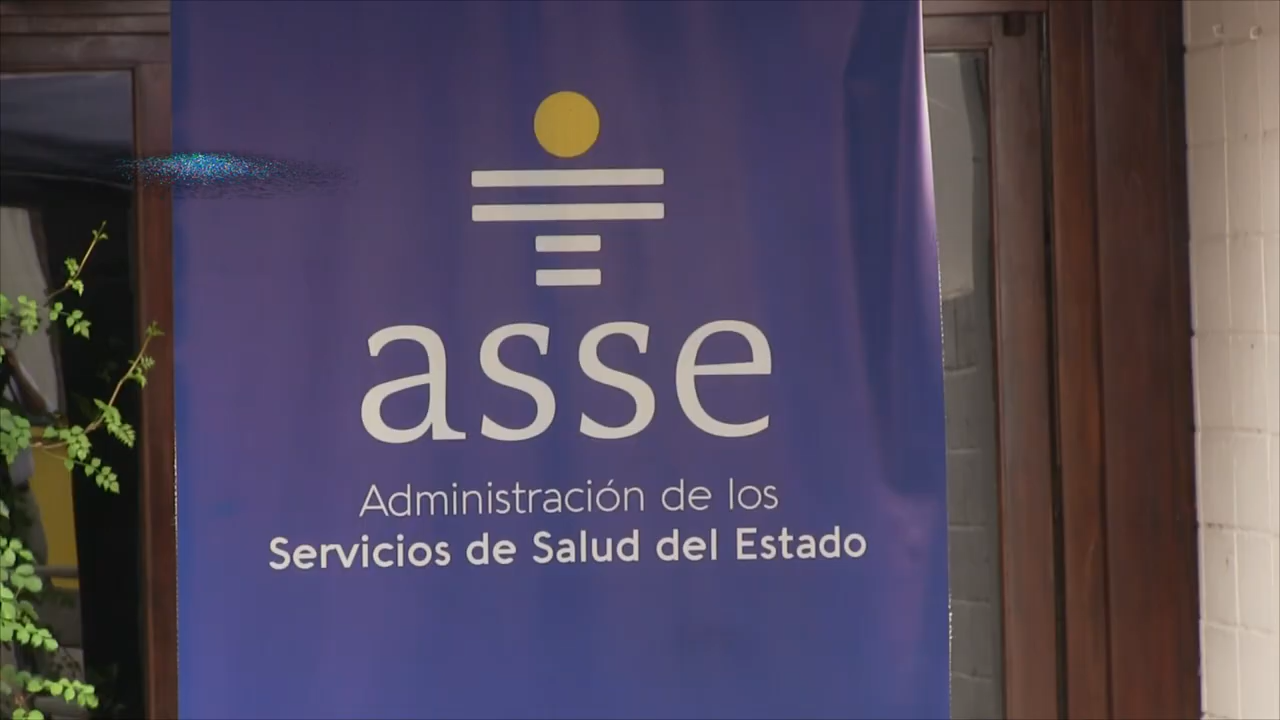 asse
Administración de los
Servicios de Salud del Estado